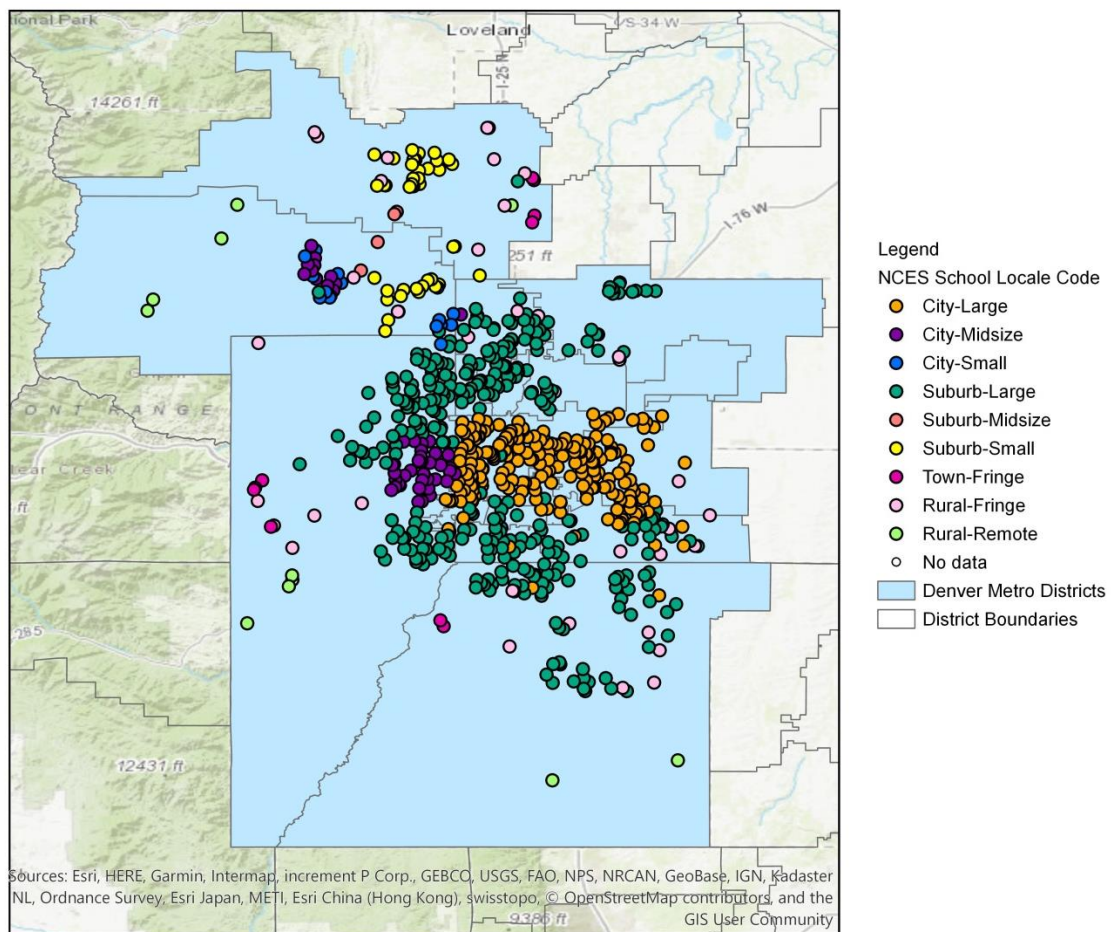 tional Park
Loveland
US-34 W
14261 ft
I-25 N
I-76 W
251 ft
ONT RANGE
lear Creek
ft
-285
12431 ft
9386 ft
Sources: Esri, HERE, Garmin, Intermap, increment P Corp., GEBCO, USGS, FAO, NPS, NRCAN, GeoBase, IGN, Kadaster
NL, Ordnance Survey, Esri Japan, METI, Esri China (Hong Kong), swisstopo, © OpenStreetMap contributors, and the
GIS User Community
Legend
NCES School Locale Code
City-Large
City-Midsize
City-Small
Suburb-Large
Suburb-Midsize
Suburb-Small
Town-Fringe
Rural-Fringe
Rural-Remote
No data
Denver Metro Districts
District Boundaries